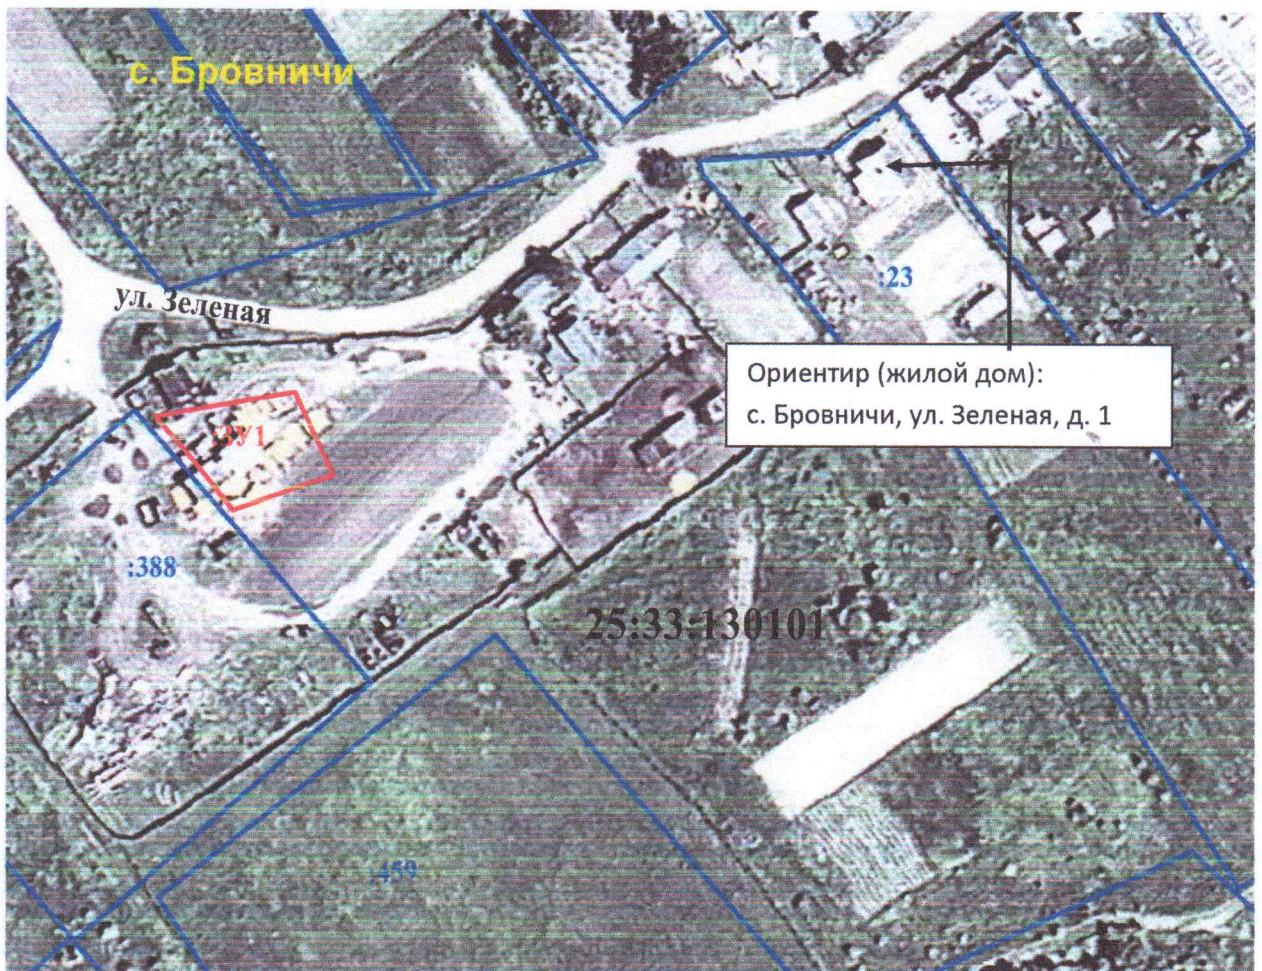 с. Бровничи
ул. Зеленая
:23
Ориентир (жилой дом):
с. Бровничи, ул. Зеленая, д. 1
:ЗУ1
:388
25:33:130101
:459